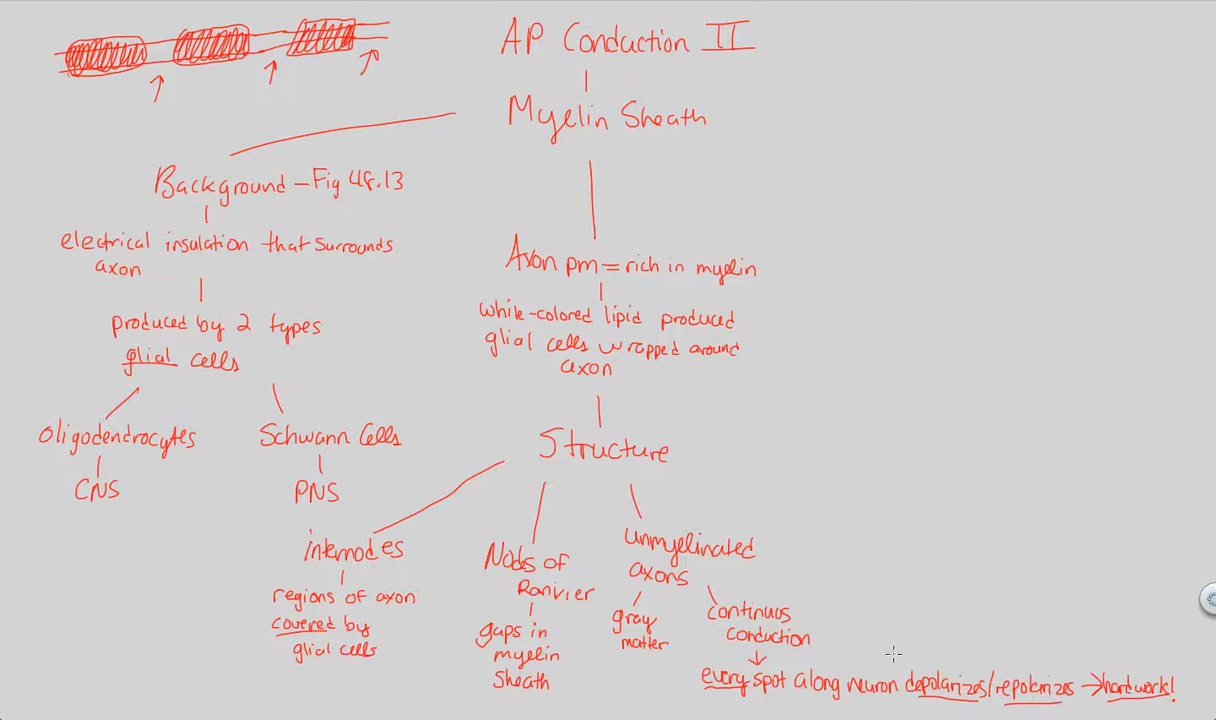 AP Conduction II
Myelin Sheath
Background - Fig 48.13
electrical insulation that surrounds
axon
produced by 2 types
glial cells
Oligodendrocytes
CNS
Schwann Cells
PNS
Axon pm = rich in myelin
white-colored lipid produced
glial cells wrapped around
axon
Structure
internodes
regions of axon
covered by
glial cells
Nodes of
Ranvier
gaps in
myelin
Sheath
unmyelinated
axons
gray
matter
continuous
conduction
every spot along neuron depolarizes/repolarizes → hard work!